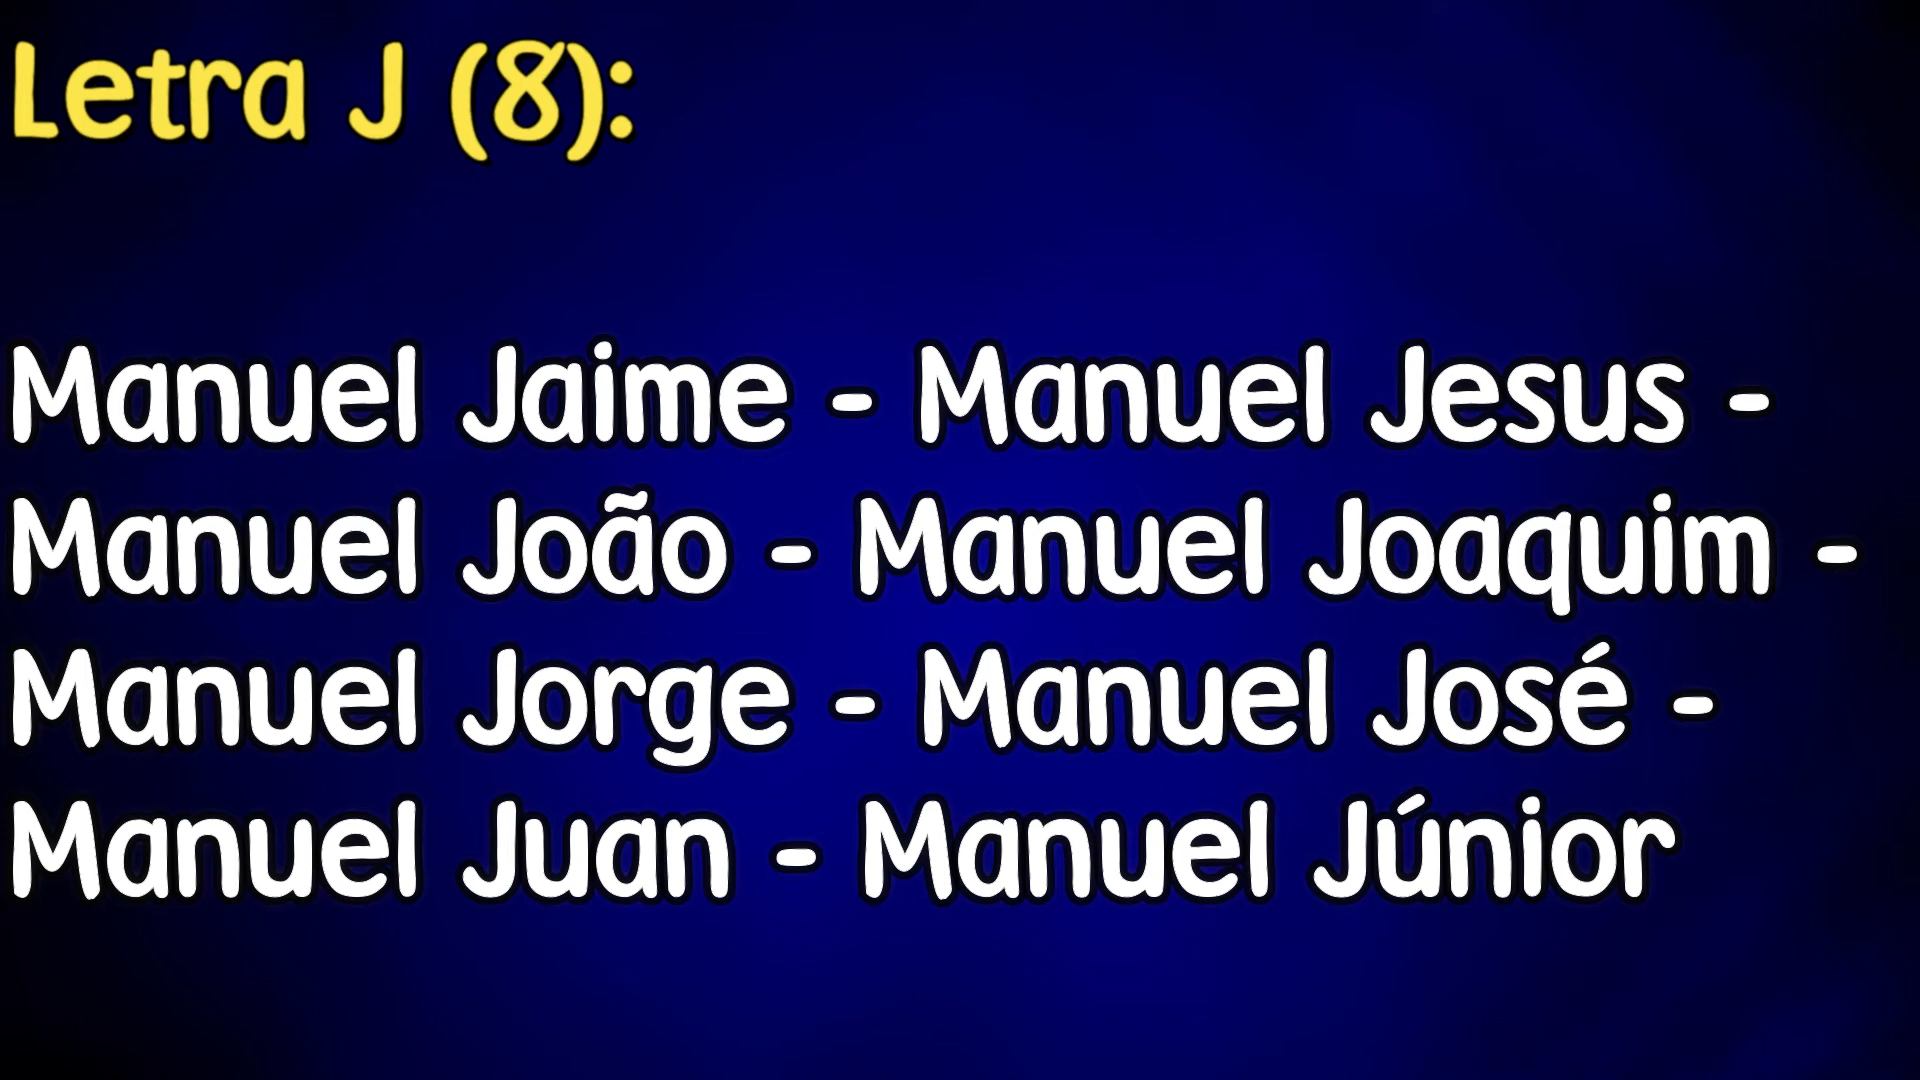 Letra J (8):
Manuel Jaime - Manuel Jesus -
Manuel João - Manuel Joaquim -
Manuel Jorge - Manuel José -
Manuel Juan - Manuel Júnior